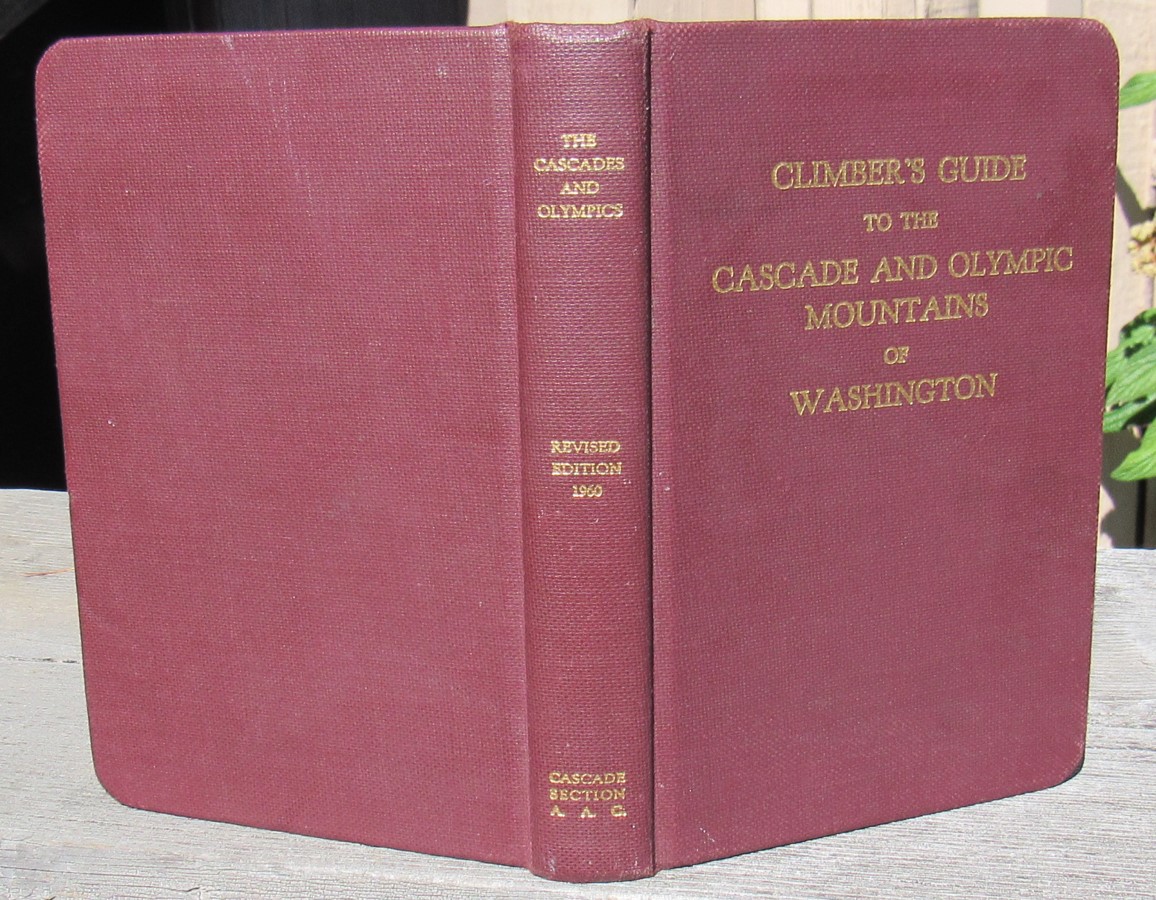 THE
CASCADES
AND
OLYMPICS
REVISED
EDITION
1960
CASCADE
SECTION
A. A. C.
CLIMBER'S GUIDE
TO THE
CASCADE AND OLYMPIC
MOUNTAINS
OF
WASHINGTON